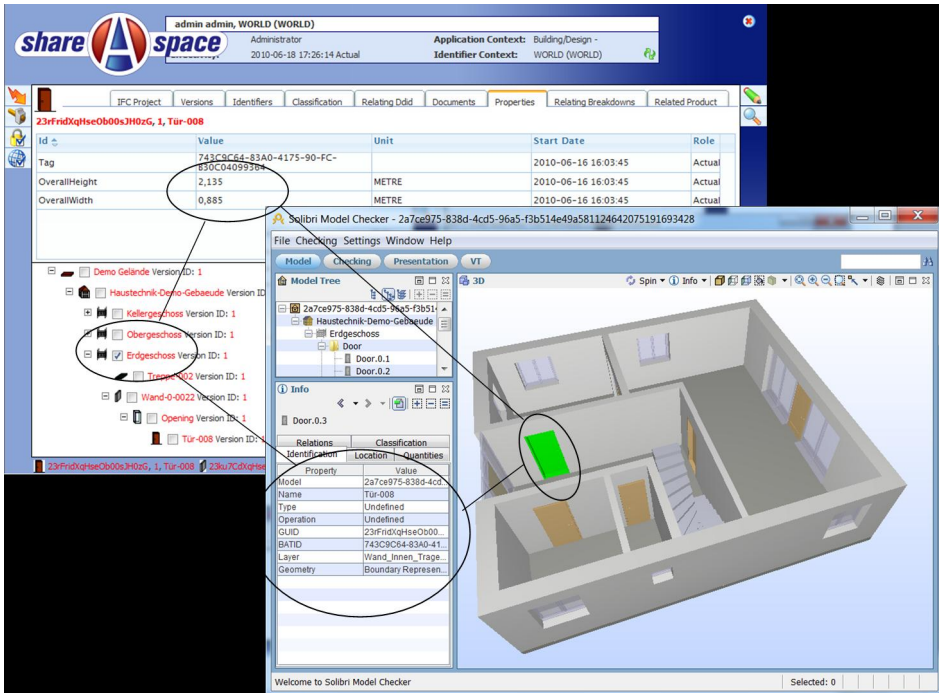 share A space
admin admin, WORLD (WORLD)
Administrator
Application Context: Building/Design -
2010-06-18 17:26:14 Actual
Identifier Context: WORLD (WORLD)
IFC Project Versions Identifiers Classification Relating Ddid Documents Properties Relating Breakdowns Related Product
23rFridXqHseOb00sJH0zG, 1, Tür-008
Id Value Unit Start Date Role
Tag 743C9C64-83A0-4175-90-FC- 2010-06-16 16:03:45 Actual
B30C04099364
OverallHeight 2,135 METRE 2010-06-16 16:03:45 Actual
OverallWidth 0,885 METRE 2010-06-16 16:03:45 Actual
Demo Gelände Version ID: 1
Haustechnik-Demo-Gebaeude Version ID
Kellergeschoss Version ID: 1
Obergeschoss Version ID: 1
Erdgeschoss Version ID: 1
Treppe-002 Version ID: 1
Wand-0-0022 Version ID: 1
Opening Version ID: 1
Tür-008 Version ID: 1
23rFridXqHseOb00sJH0zG, 1, Tür-008 23ku7CdXqHse
Solibri Model Checker - 2a7ce975-838d-4cd5-96a5-f3b514e49a581124642075191693428
File Checking Settings Window Help
Model Checking Presentation VT
Model Tree
2a7ce975-838d-4cd5-96a5-f3b514
Haustechnik-Demo-Gebaeude
Erdgeschoss
Door
Door.0.1
Door.0.2
3D
Spin Info
Info
Door.0.3
Relations Classification
Identification Location Quantities
Property Value
Model 2a7ce975-838d-4cd...
Name Tür-008
Type Undefined
Operation Undefined
GUID 23rFridXqHseOb00...
BATID 743C9C64-83A0-41...
Layer Wand_Innen_Trage...
Geometry Boundary Represen...
Welcome to Solibri Model Checker
Selected: 0